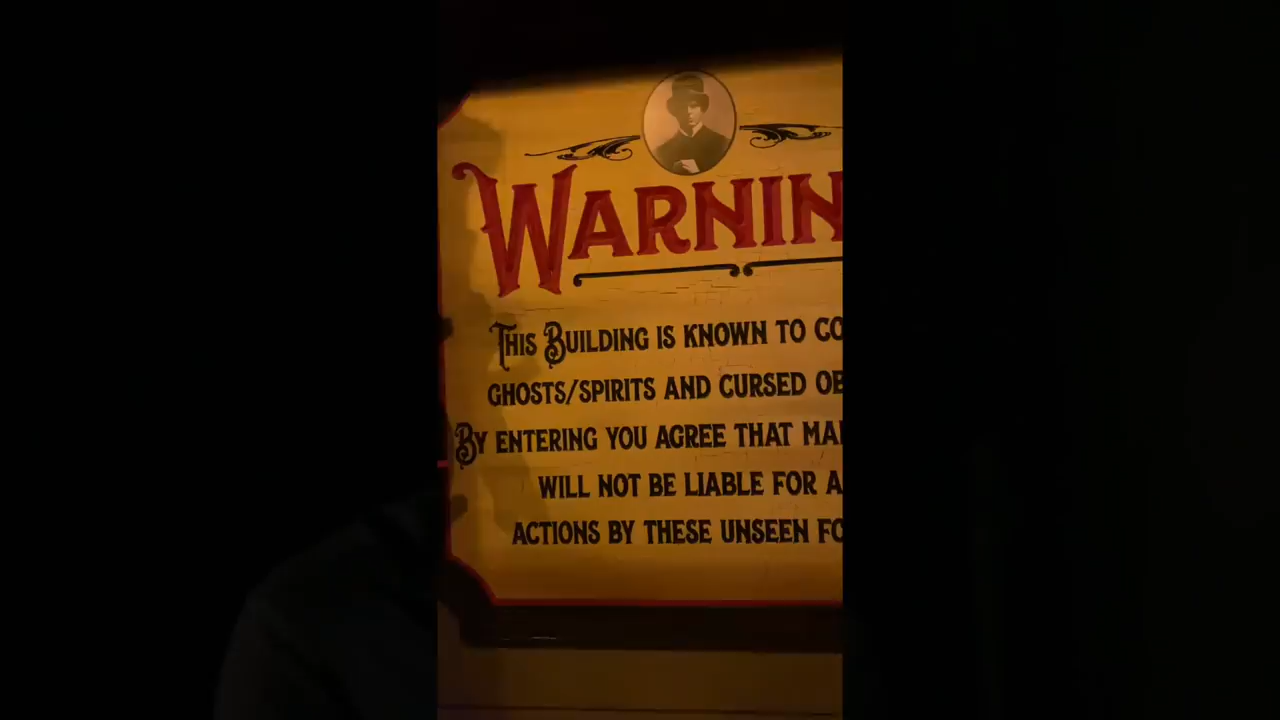 WARNIN
THIS BUILDING IS KNOWN TO CO
GHOSTS/SPIRITS AND CURSED OB
BY ENTERING YOU AGREE THAT MA
WILL NOT BE LIABLE FOR A
ACTIONS BY THESE UNSEEN FO